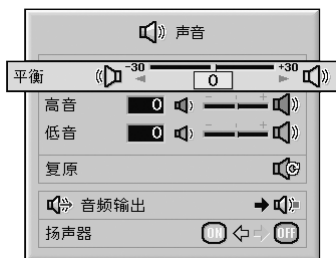 声音
平衡 -30 0 +30
高音 0 - +
低音 0 - +
复原
音频输出
扬声器 ON OFF